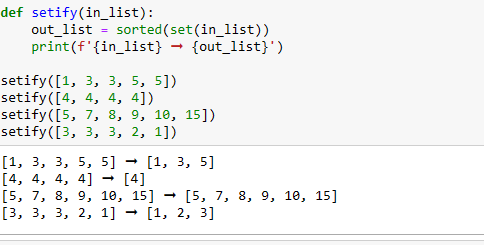 def setify(in_list):
    out_list = sorted(set(in_list))
    print(f'{in_list} ➞ {out_list}')

setify([1, 3, 3, 5, 5])
setify([4, 4, 4, 4])
setify([5, 7, 8, 9, 10, 15])
setify([3, 3, 3, 2, 1])
[1, 3, 3, 5, 5] ➞ [1, 3, 5]
[4, 4, 4, 4] ➞ [4]
[5, 7, 8, 9, 10, 15] ➞ [5, 7, 8, 9, 10, 15]
[3, 3, 3, 2, 1] ➞ [1, 2, 3]